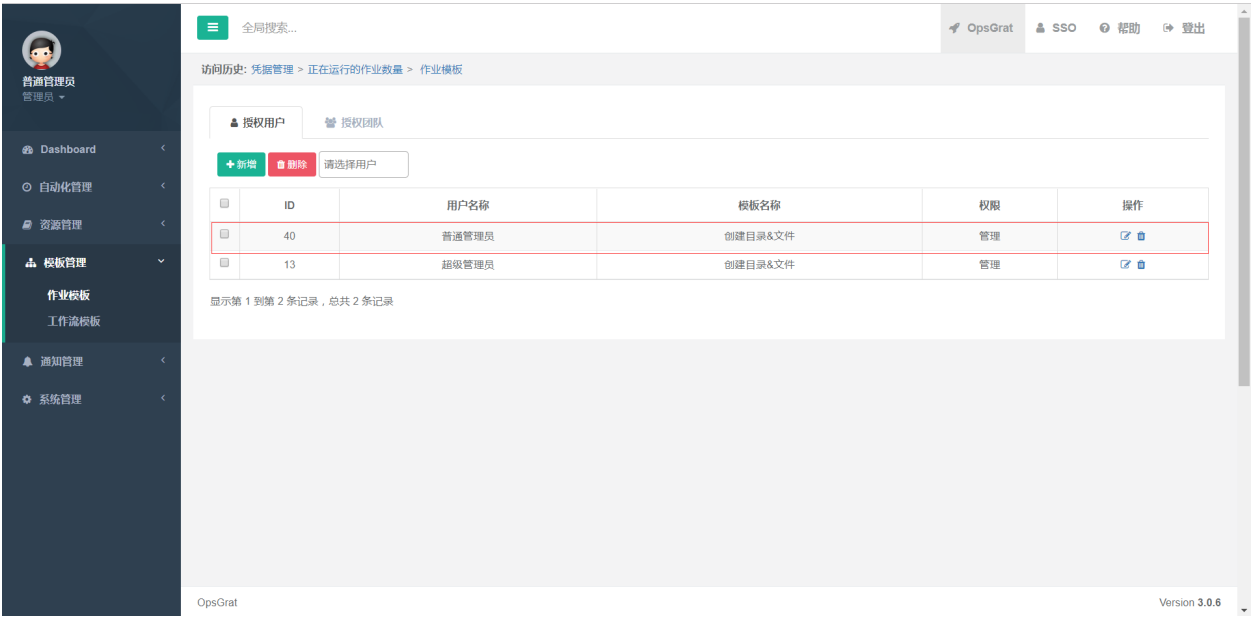 全局搜索...
OpsGrat
SSO
帮助
登出
普通管理员
管理员
访问历史: 凭据管理 > 正在运行的作业数量 > 作业模板
授权用户
授权团队
新增
删除
请选择用户
ID 用户名称 模板名称 权限 操作
40 普通管理员 创建目录&文件 管理
13 超级管理员 创建目录&文件 管理
显示第 1 到第 2 条记录，总共 2 条记录
Dashboard
自动化管理
资源管理
模板管理
作业模板
工作流模板
通知管理
系统管理
OpsGrat
Version 3.0.6